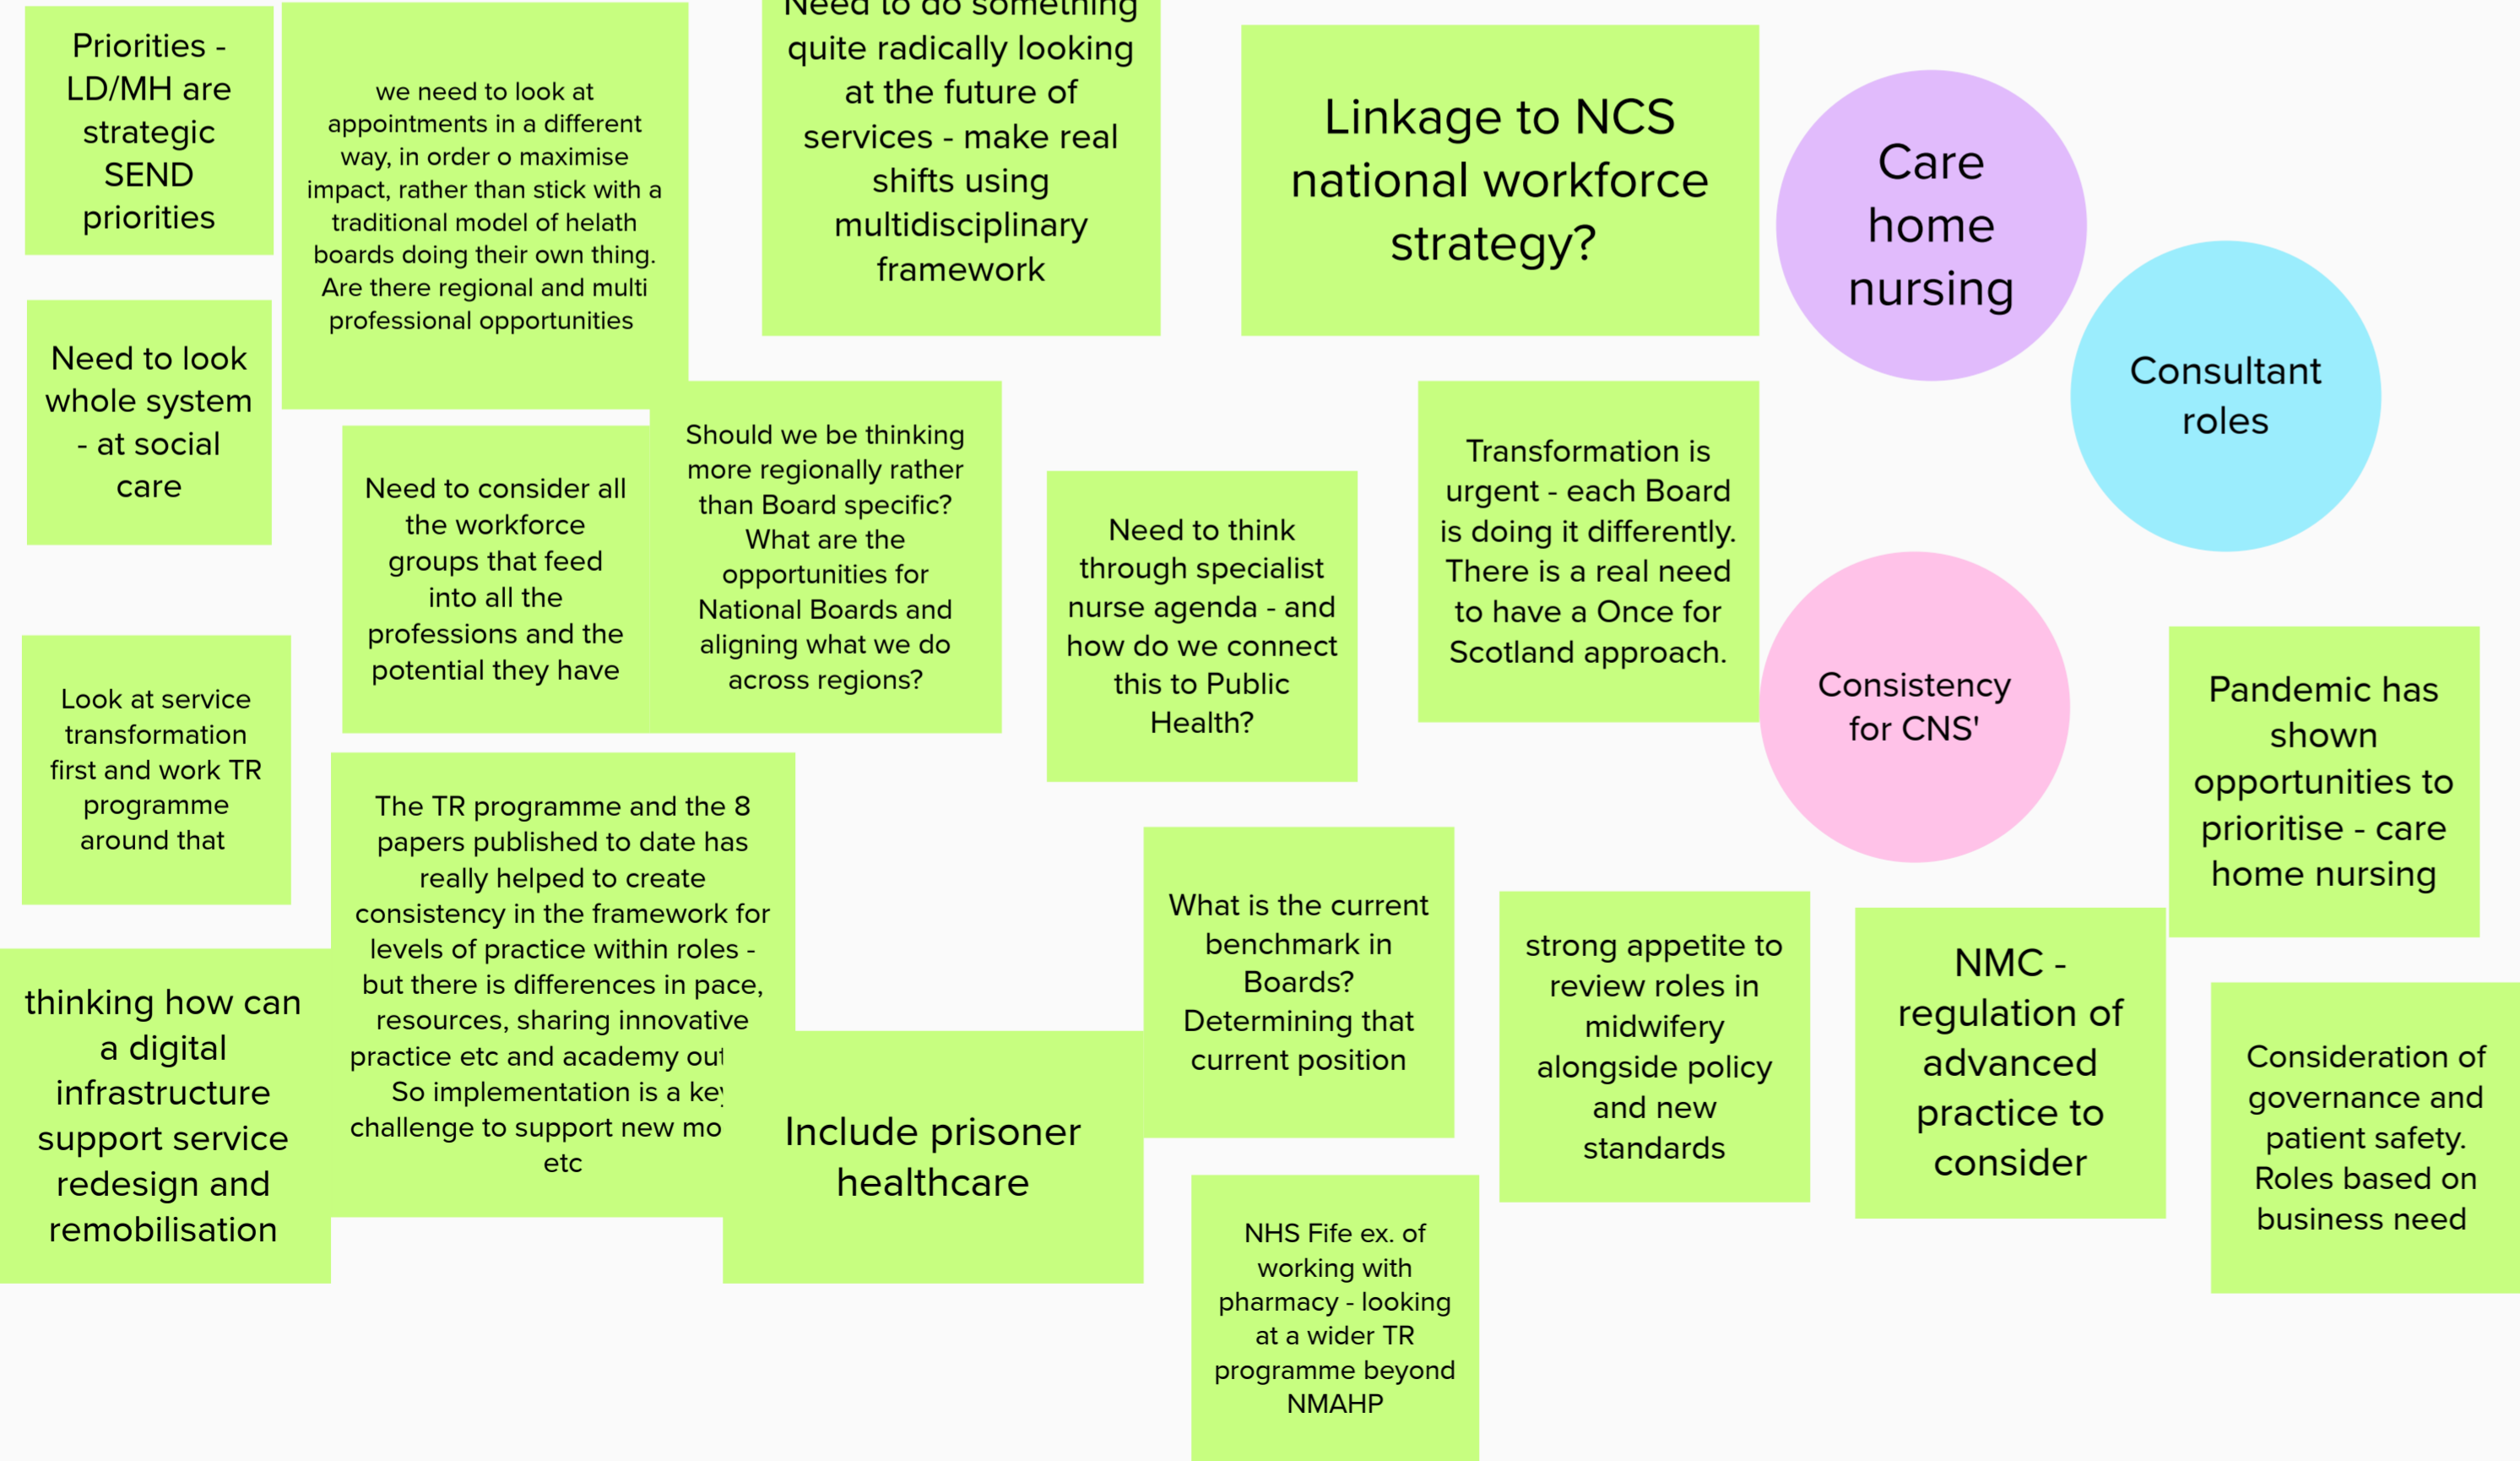 Priorities -
LD/MH are
strategic
SEND
priorities
we need to look at
appointments in a different
way, in order o maximise
impact, rather than stick with a
traditional model of helath
boards doing their own thing.
Are there regional and multi
professional opportunities
Need to do something
quite radically looking
at the future of
services - make real
shifts using
multidisciplinary
framework
Linkage to NCS
national workforce
strategy?
Care
home
nursing
Consultant
roles
Need to look
whole system
- at social
care
Need to consider all
the workforce
groups that feed
into all the
professions and the
potential they have
Should we be thinking
more regionally rather
than Board specific?
What are the
opportunities for
National Boards and
aligning what we do
across regions?
Need to think
through specialist
nurse agenda - and
how do we connect
this to Public
Health?
Transformation is
urgent - each Board
is doing it differently.
There is a real need
to have a Once for
Scotland approach.
Consistency
for CNS'
Pandemic has
shown
opportunities to
prioritise - care
home nursing
Look at service
transformation
first and work TR
programme
around that
The TR programme and the 8
papers published to date has
really helped to create
consistency in the framework for
levels of practice within roles -
but there is differences in pace,
resources, sharing innovative
practice etc and academy
So implementation is a key
challenge to support new
etc
thinking how can
a digital
infrastructure
support service
redesign and
remobilisation
Include prisoner
healthcare
What is the current
benchmark in
Boards?
Determining that
current position
strong appetite to
review roles in
midwifery
alongside policy
and new
standards
NMC -
regulation of
advanced
practice to
consider
Consideration of
governance and
patient safety.
Roles based on
business need
NHS Fife ex. of
working with
pharmacy - looking
at a wider TR
programme beyond
NMAHP